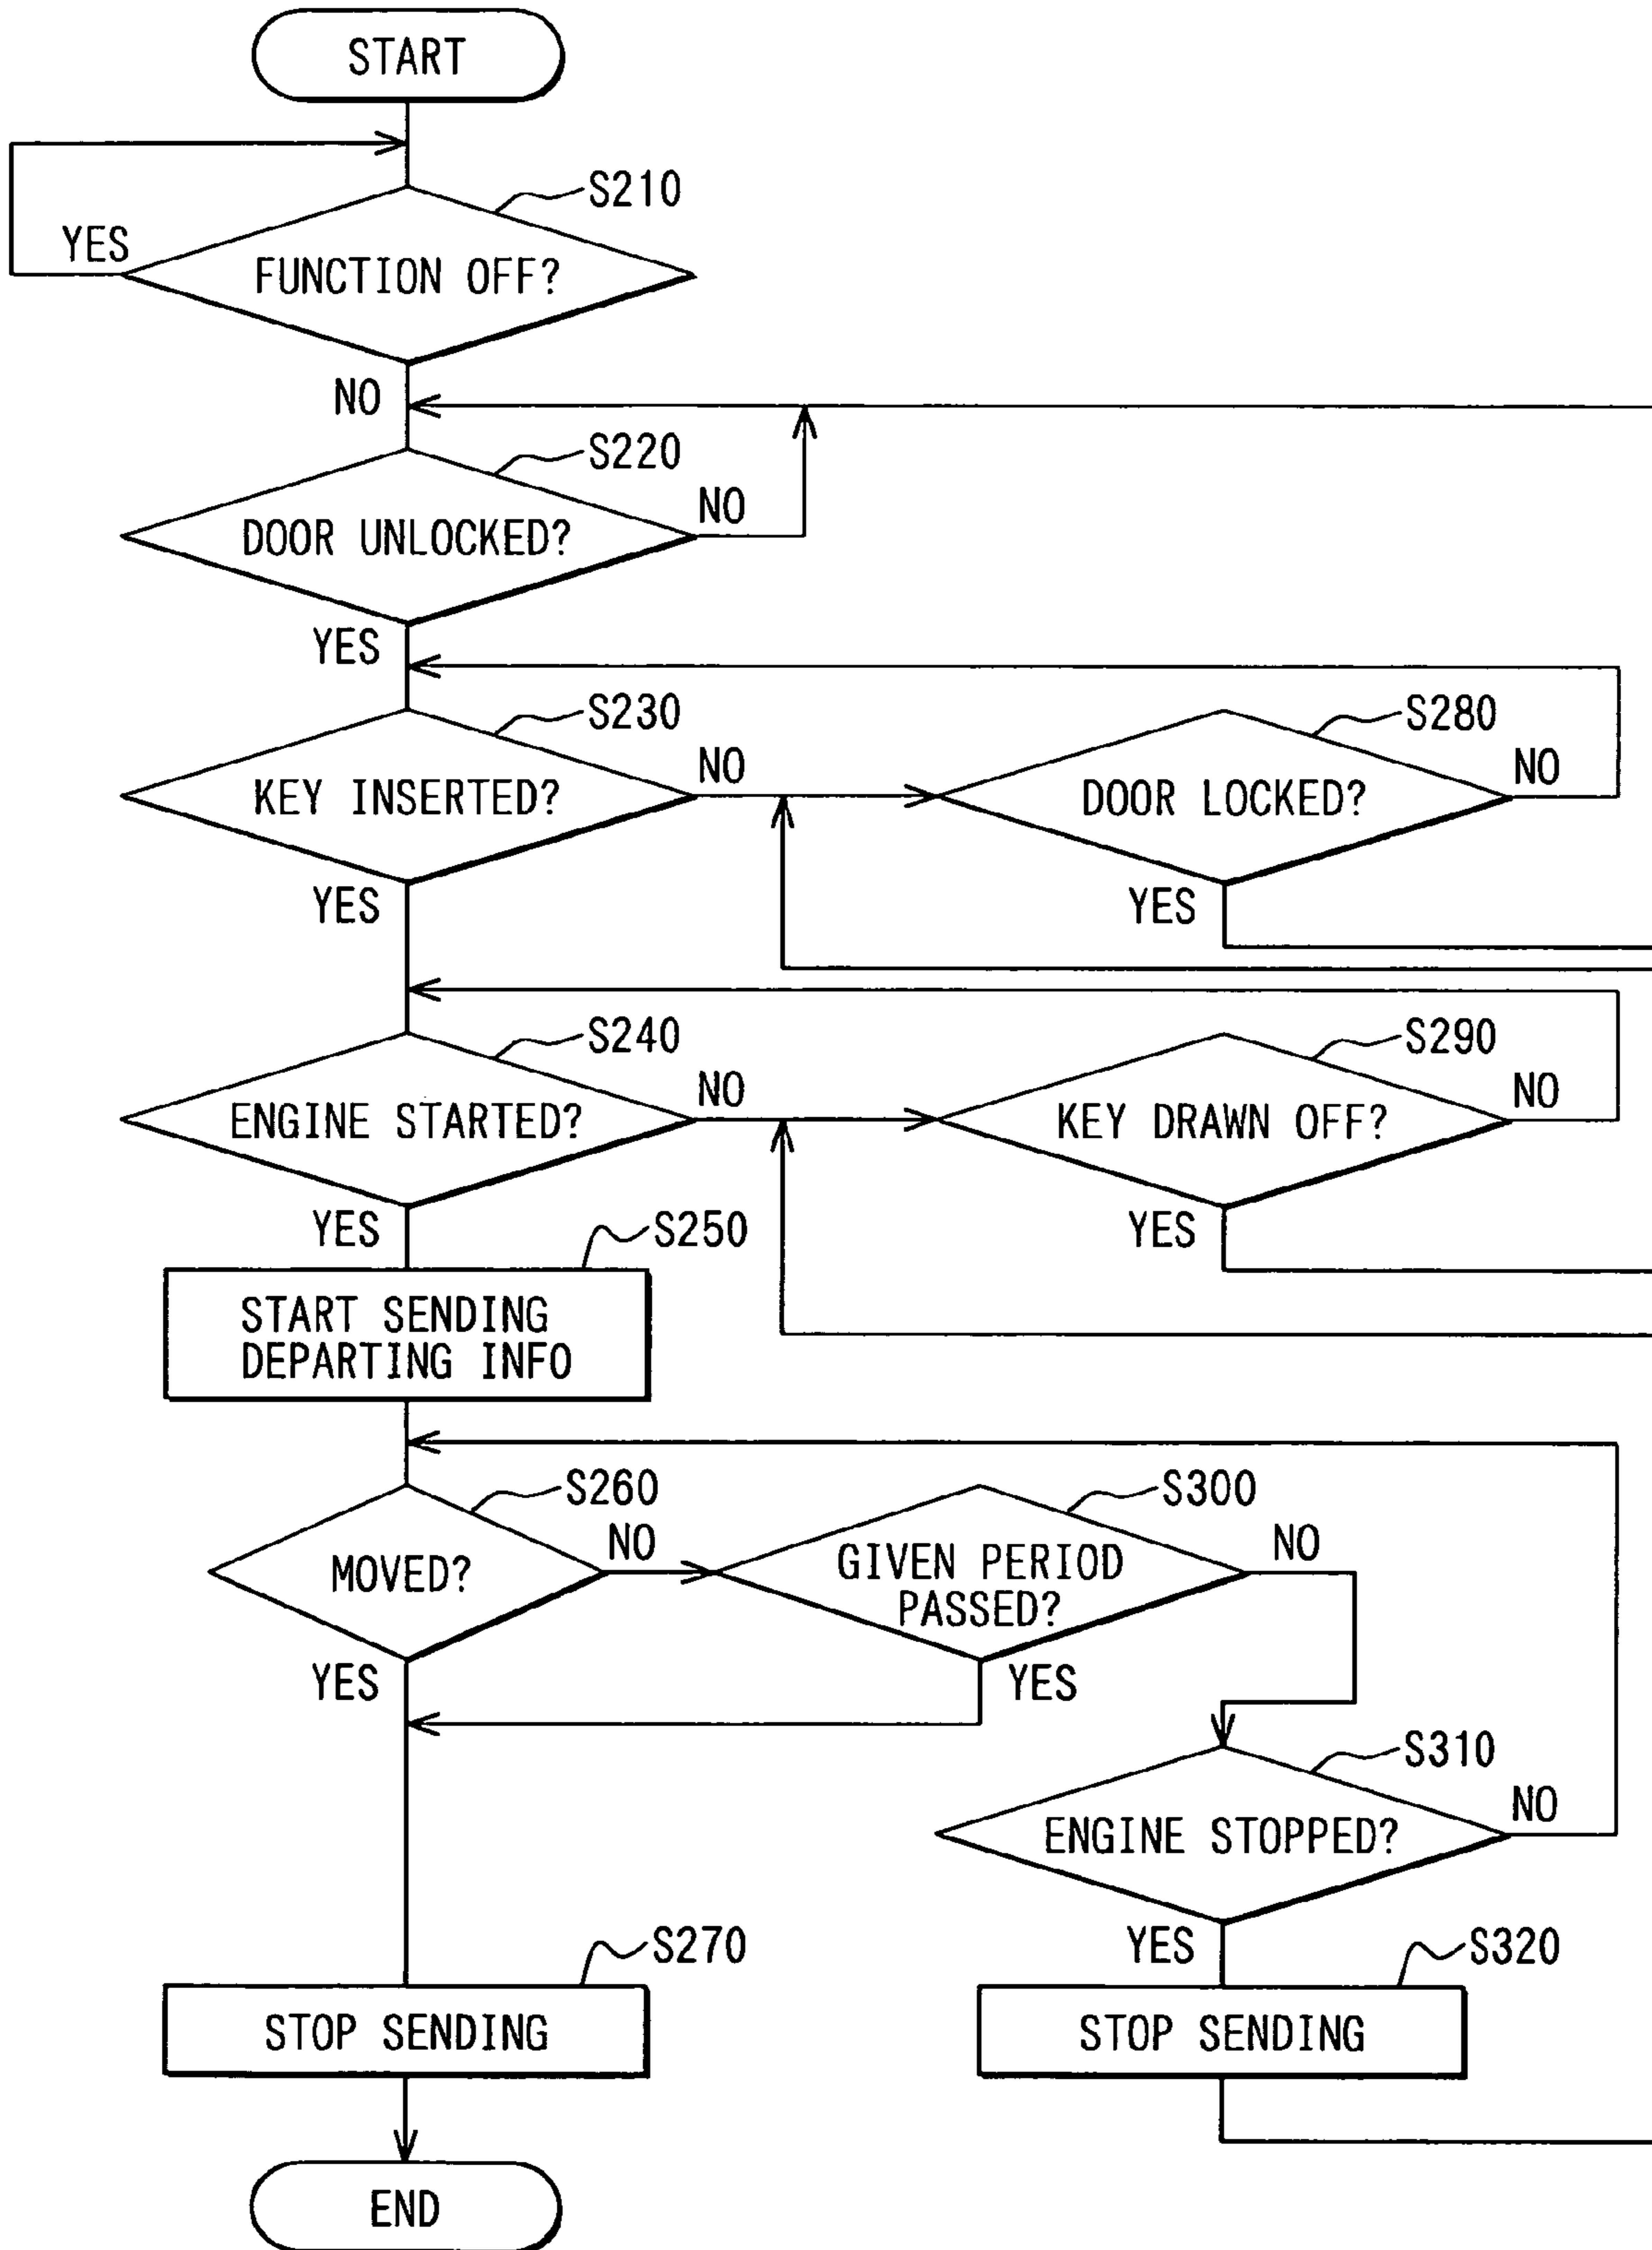 START
S210
YES
FUNCTION OFF?
NO
S220
NO
DOOR UNLOCKED?
YES
S230
S280
NO
NO
KEY INSERTED?
DOOR LOCKED?
YES
YES
S240
S290
NO
NO
ENGINE STARTED?
KEY DRAWN OFF?
YES
YES
S250
START SENDING
DEPARTING INFO
S260
S300
NO
NO
MOVED?
GIVEN PERIOD
PASSED?
YES
YES
S310
NO
ENGINE STOPPED?
YES
S270
S320
STOP SENDING
STOP SENDING
END